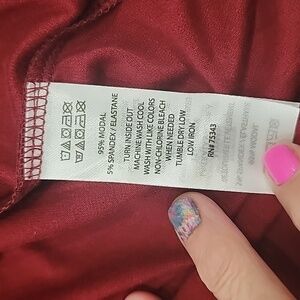 95% MODAL
5% SPANDEX / ELASTANE
TURN INSIDE OUT
MACHINE WASH COOL
WASH WITH LIKE COLORS
NON-CHLORINE BLEACH
WHEN NEEDED
TUMBLE DRY LOW
LOW IRON
RN# 75343